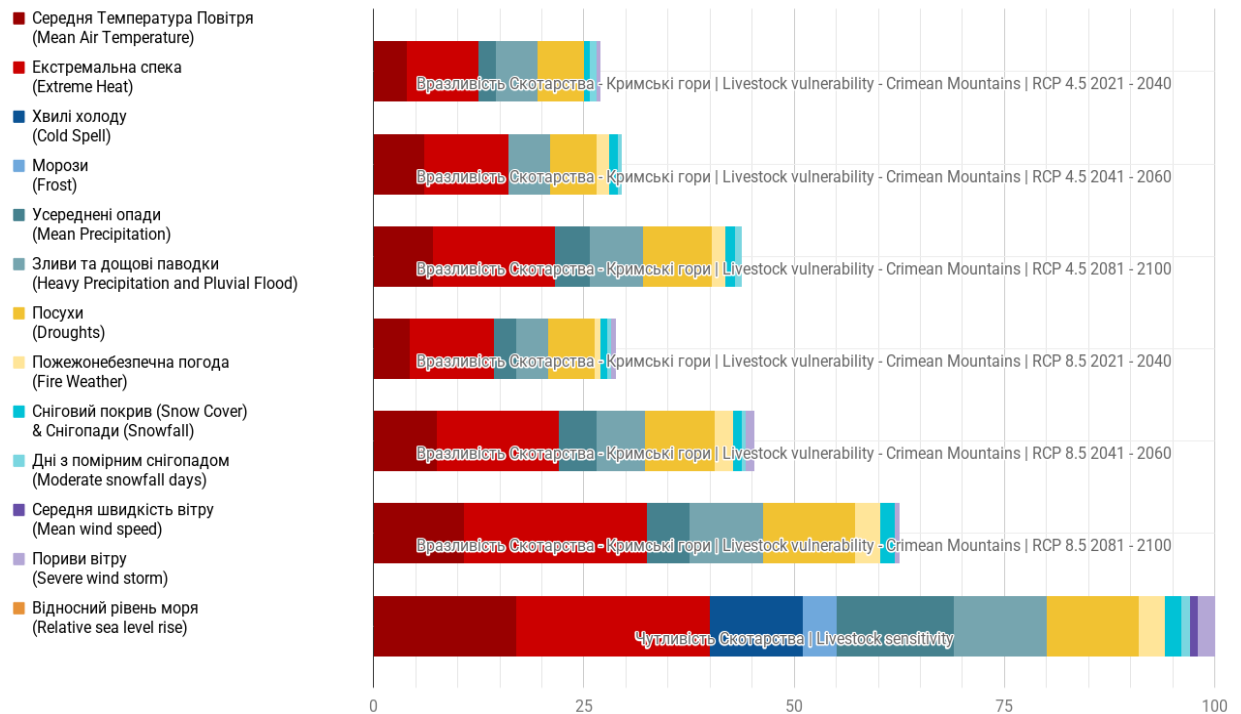 Середня Температура Повітря
(Mean Air Temperature)
Екстремальна спека
(Extreme Heat)
Хвилі холоду
(Cold Spell)
Морози
(Frost)
Усереднені опади
(Mean Precipitation)
Зливи та дощові паводки
(Heavy Precipitation and Pluvial Flood)
Посухи
(Droughts)
Пожежонебезпечна погода
(Fire Weather)
Сніговий покрив (Snow Cover)
& Снігопади (Snowfall)
Дні з помірним снігопадом
(Moderate snowfall days)
Середня швидкість вітру
(Mean wind speed)
Пориви вітру
(Severe wind storm)
Відносний рівень моря
(Relative sea level rise)
Вразливість Скотарства - Кримські гори | Livestock vulnerability - Crimean Mountains | RCP 4.5 2021 - 2040
Вразливість Скотарства - Кримські гори | Livestock vulnerability - Crimean Mountains | RCP 4.5 2041 - 2060
Вразливість Скотарства - Кримські гори | Livestock vulnerability - Crimean Mountains | RCP 4.5 2081 - 2100
Вразливість Скотарства - Кримські гори | Livestock vulnerability - Crimean Mountains | RCP 8.5 2021 - 2040
Вразливість Скотарства - Кримські гори | Livestock vulnerability - Crimean Mountains | RCP 8.5 2041 - 2060
Вразливість Скотарства - Кримські гори | Livestock vulnerability - Crimean Mountains | RCP 8.5 2081 - 2100
Чутливість Скотарства | Livestock sensitivity
0 25 50 75 100